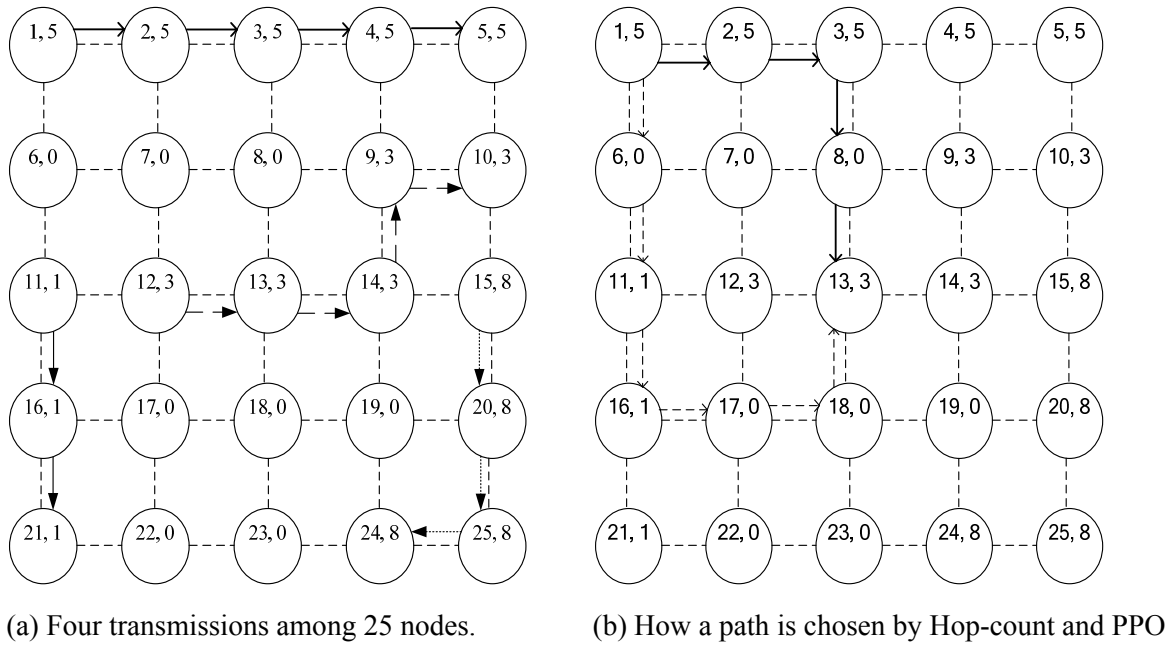 1, 5 2, 5 3, 5 4, 5 5, 5
6, 0 7, 0 8, 0 9, 3 10, 3
11, 1 12, 3 13, 3 14, 3 15, 8
16, 1 17, 0 18, 0 19, 0 20, 8
21, 1 22, 0 23, 0 24, 8 25, 8
(a) Four transmissions among 25 nodes.
1, 5 2, 5 3, 5 4, 5 5, 5
6, 0 7, 0 8, 0 9, 3 10, 3
11, 1 12, 3 13, 3 14, 3 15, 8
16, 1 17, 0 18, 0 19, 0 20, 8
21, 1 22, 0 23, 0 24, 8 25, 8
(b) How a path is chosen by Hop-count and PPO